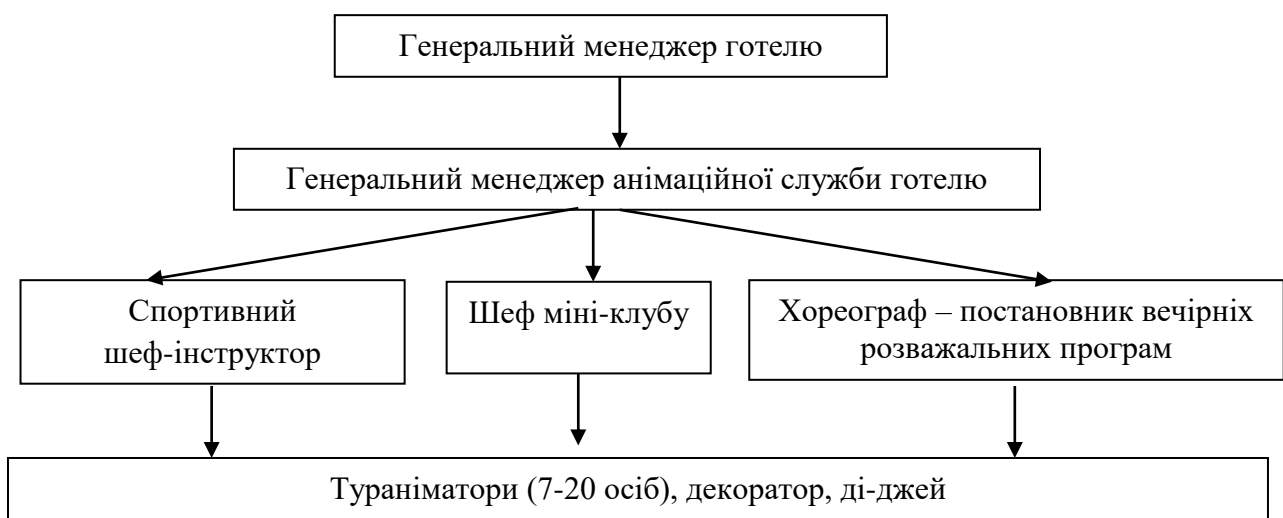 Генеральний менеджер готелю
Генеральний менеджер анімаційної служби готелю
Спортивний
шеф-інструктор
Шеф міні-клубу
Хореограф – постановник вечірніх
розважальних програм
Тураніматори (7-20 осіб), декоратор, ді-джей